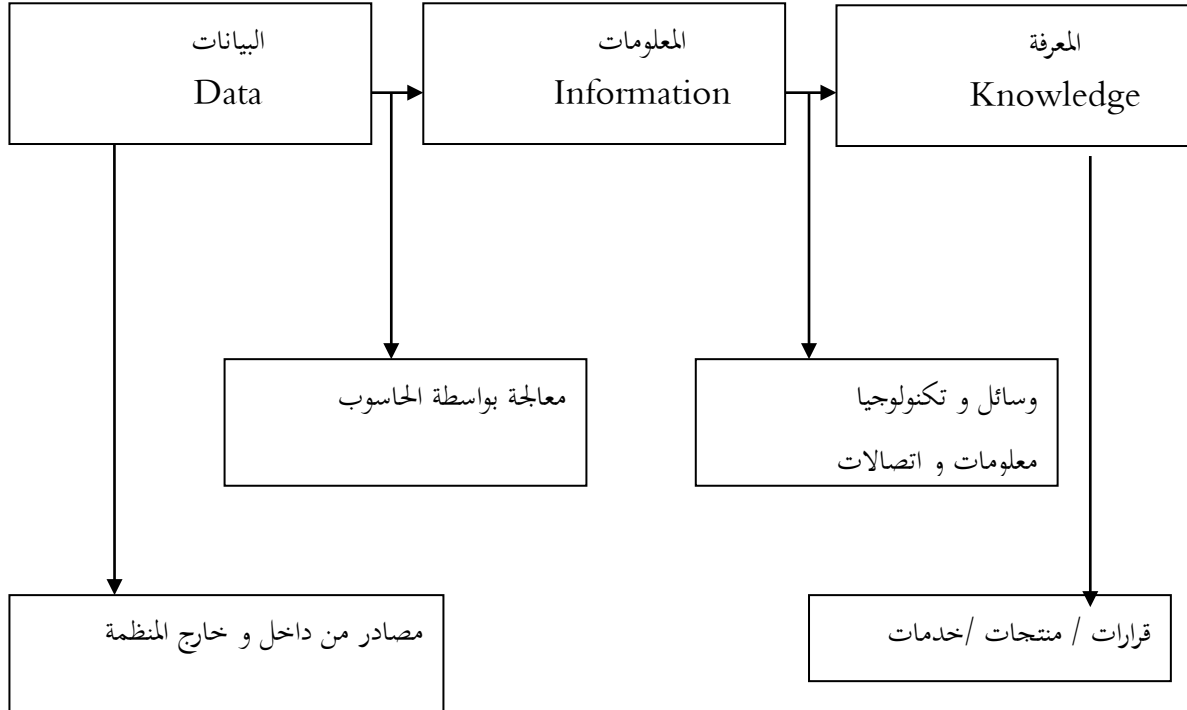 البيانات
Data
المعلومات
Information
المعرفة
Knowledge
معالجة بواسطة الحاسوب
وسائل و تكنولوجيا
معلومات و اتصالات
مصادر من داخل و خارج المنظمة
قرارات / منتجات /خدمات